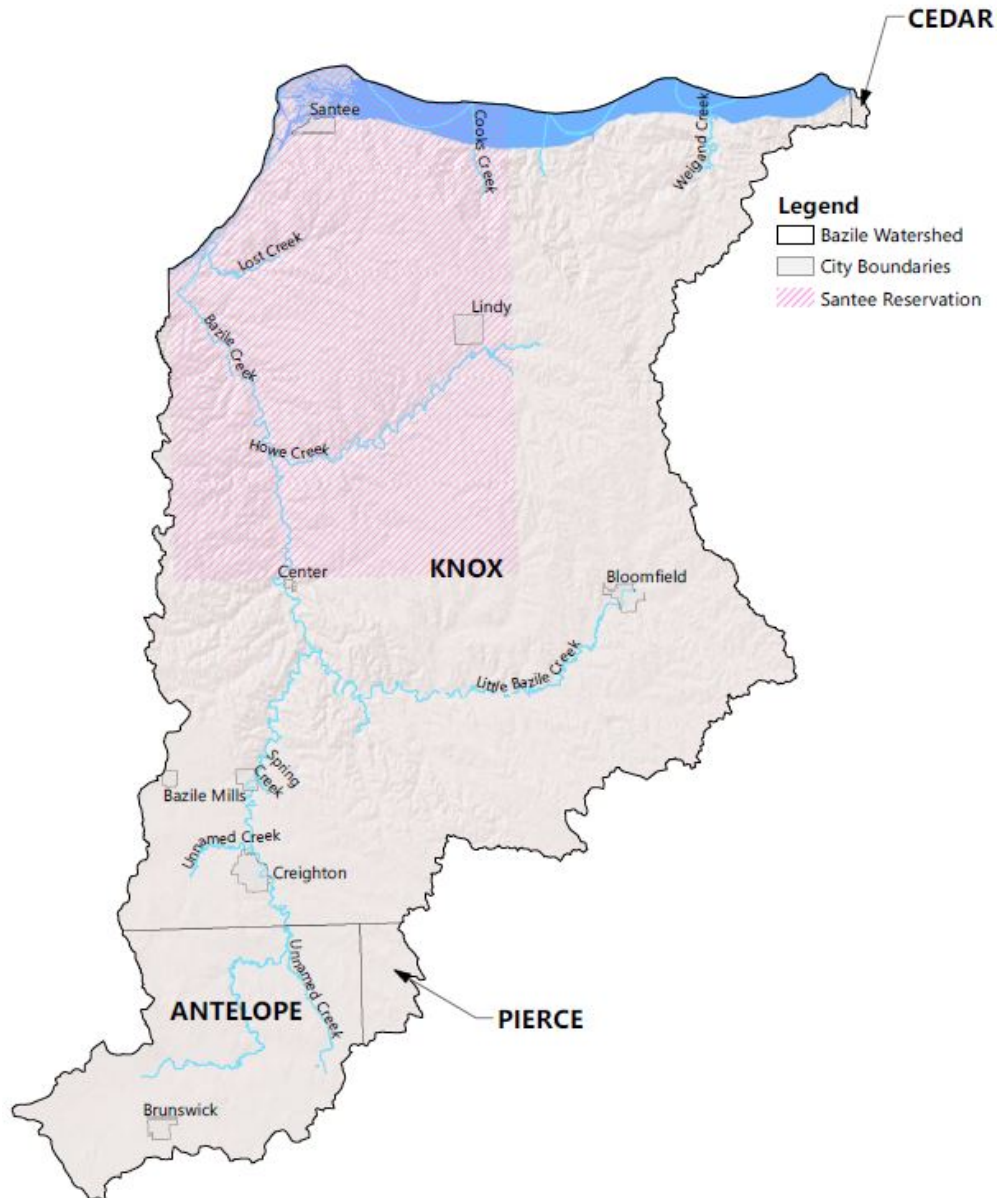 CEDAR
Santee
Cooks Creek
Weigand Creek
Legend
Bazile Watershed
City Boundaries
Santee Reservation
Lost Creek
Lindy
Bazile Creek
Howe Creek
KNOX
Center
Bloomfield
Little Bazile Creek
Spring
Creek
Bazile Mills
Unnamed Creek
Creighton
Unnamed Creek
ANTELOPE
PIERCE
Brunswick